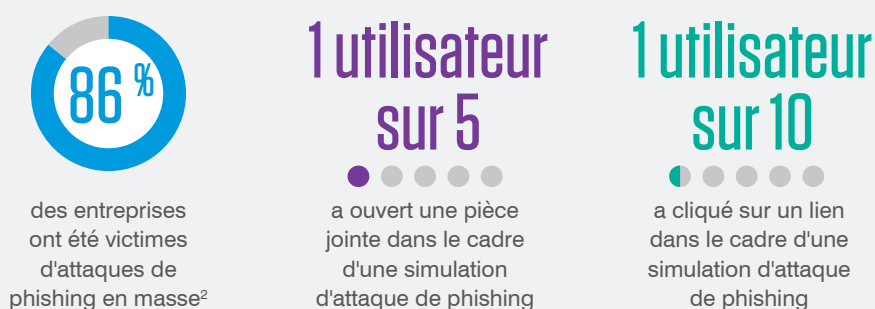 86 %
des entreprises
ont été victimes
d'attaques de
phishing en masse²
1 utilisateur
sur 5
a ouvert une pièce
jointe dans le cadre
d'une simulation
d'attaque de phishing
1 utilisateur
sur 10
a cliqué sur un lien
dans le cadre d'une
simulation d'attaque
de phishing